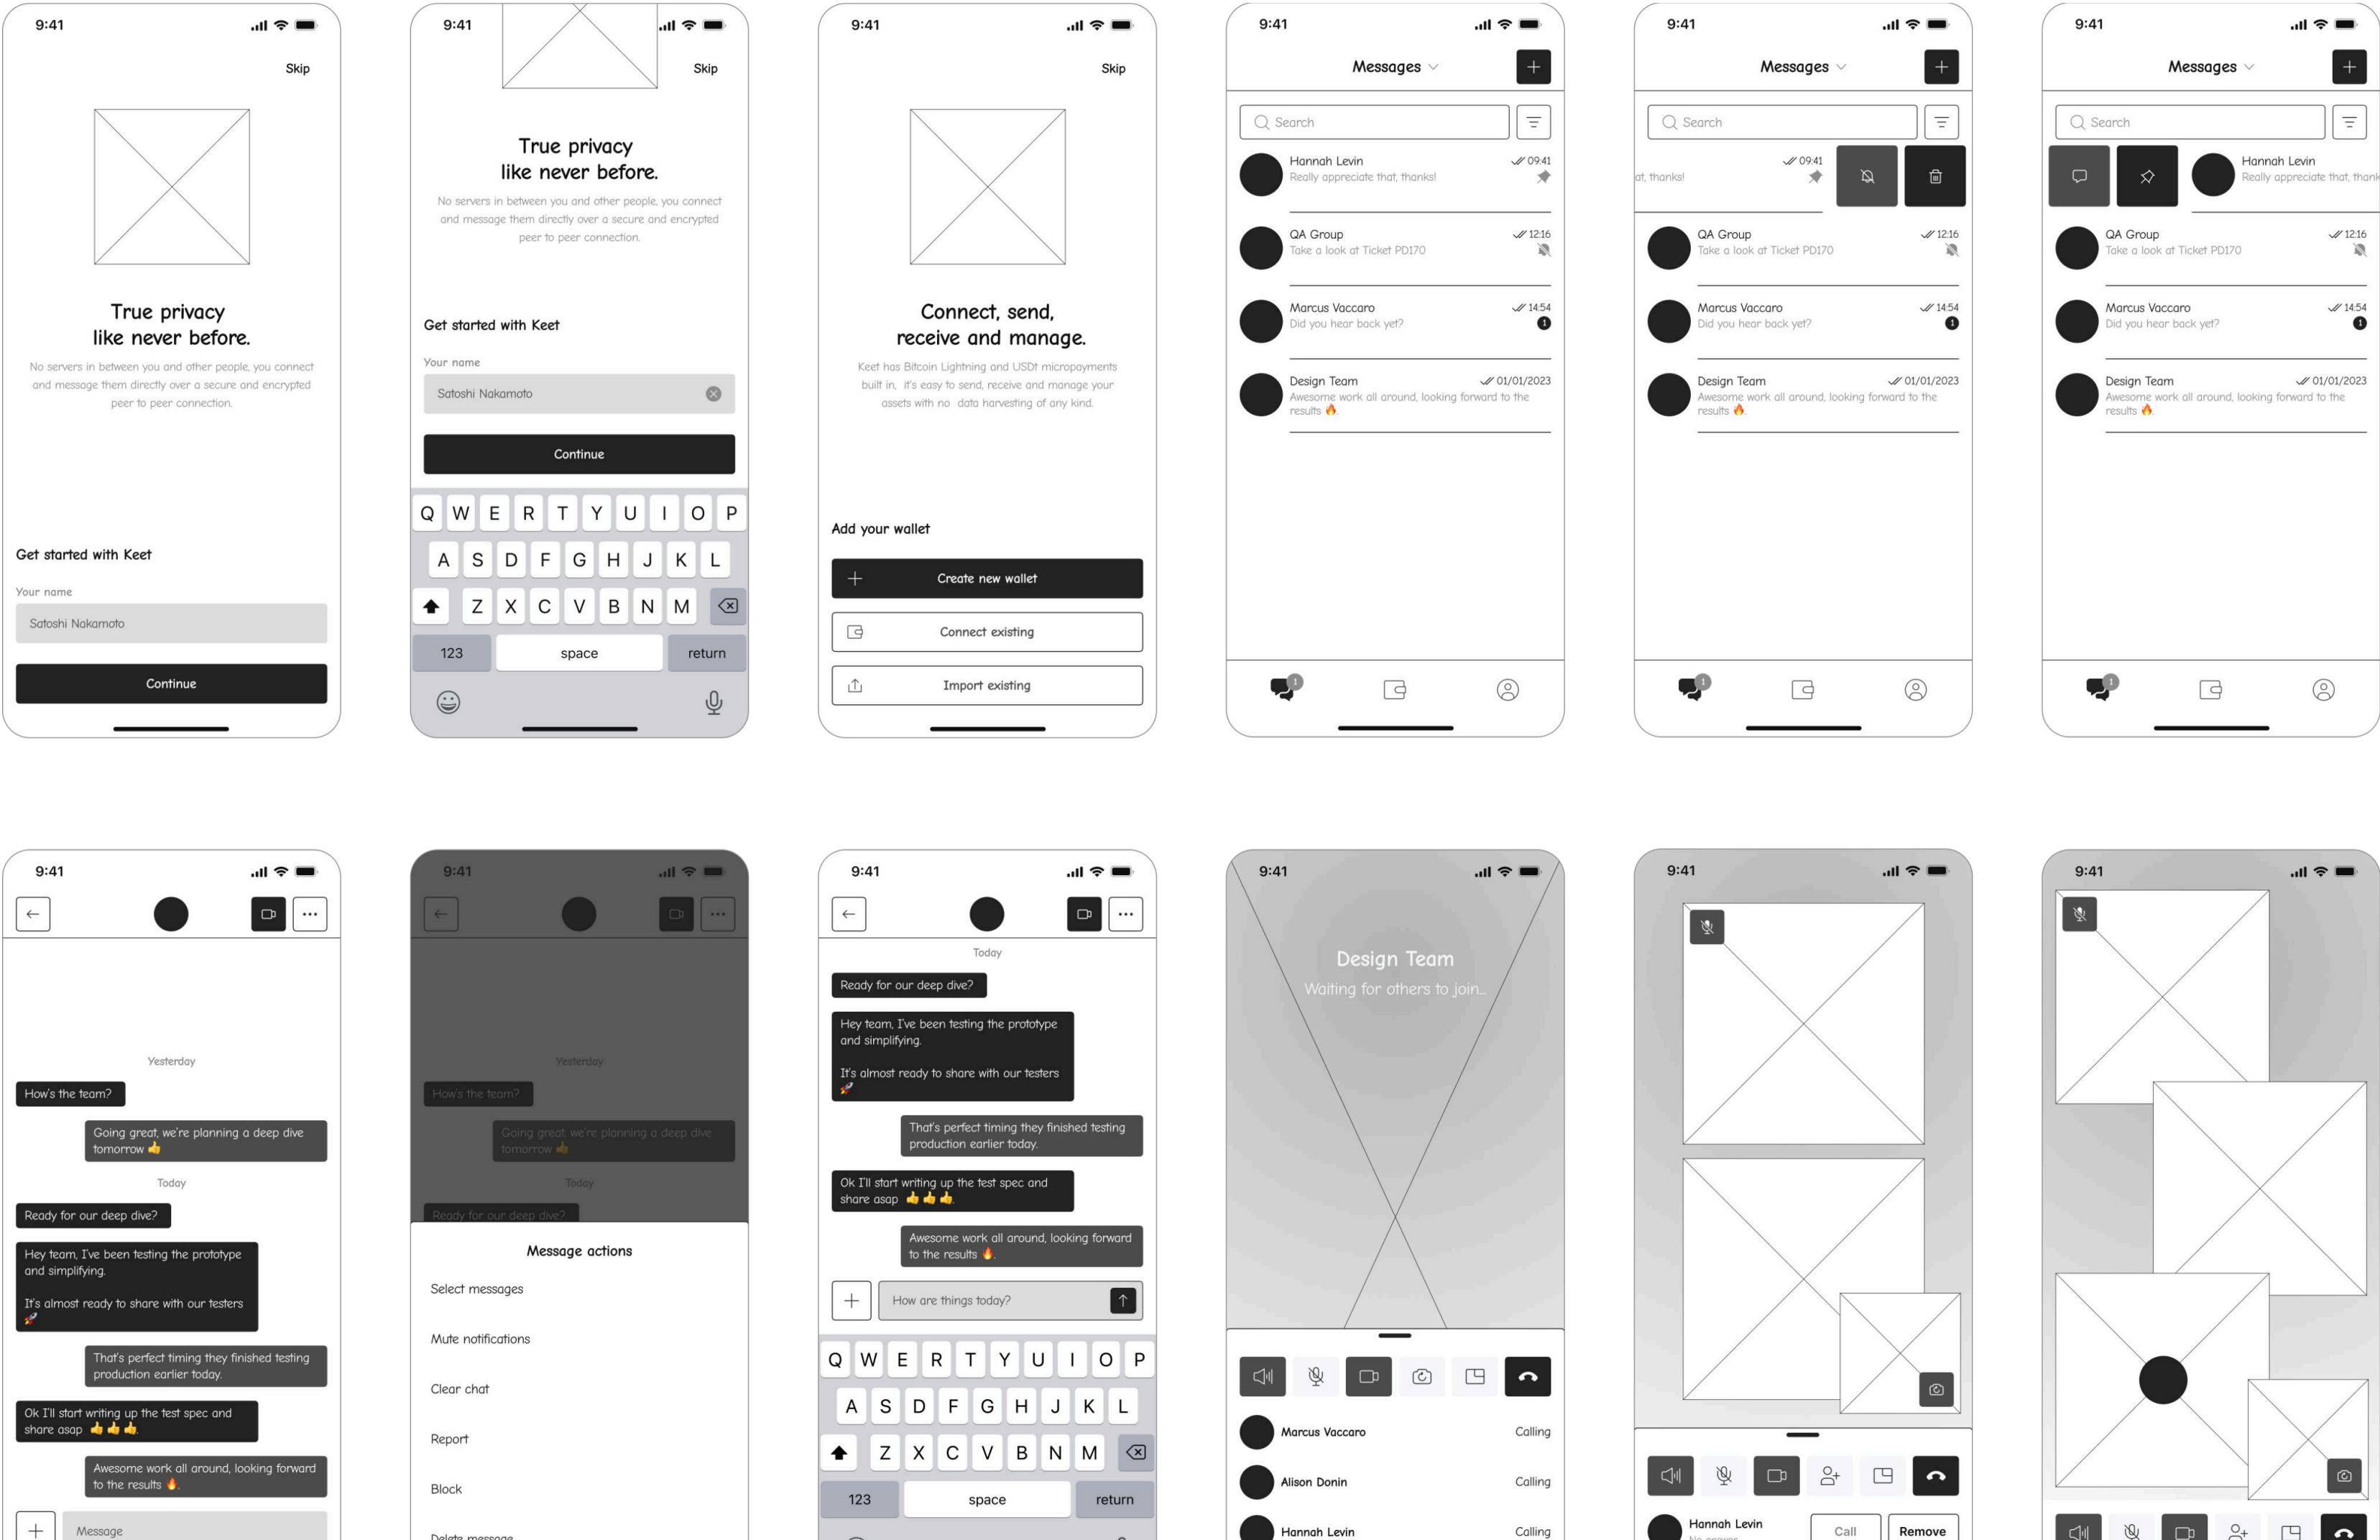 9:41
Skip
True privacy
like never before.
No servers in between you and other people, you connect
and message them directly over a secure and encrypted
peer to peer connection.
Get started with Keet
Your name
Satoshi Nakamoto
Continue
9:41
Skip
True privacy
like never before.
No servers in between you and other people, you connect
and message them directly over a secure and encrypted
peer to peer connection.
Get started with Keet
Your name
Satoshi Nakamoto
Continue
Q W E R T Y U I O P
A S D F G H J K L
Z X C V B N M
123 space return
9:41
Skip
Connect, send,
receive and manage.
Keet has Bitcoin Lightning and USDt micropayments
built in, it's easy to send, receive and manage your
assets with no data harvesting of any kind.
Add your wallet
Create new wallet
Connect existing
Import existing
9:41
Messages
Search
Hannah Levin 09:41
Really appreciate that, thanks!
QA Group 12:16
Take a look at Ticket PD170
Marcus Vaccaro 14:54
Did you hear back yet? 1
Design Team 01/01/2023
Awesome work all around, looking forward to the
results 🔥.
1
9:41
Messages
Search
09:41
at, thanks!
QA Group 12:16
Take a look at Ticket PD170
Marcus Vaccaro 14:54
Did you hear back yet? 1
Design Team 01/01/2023
Awesome work all around, looking forward to the
results 🔥.
1
9:41
Messages
Search
Hannah Levin
Really appreciate that, thank
QA Group 12:16
Take a look at Ticket PD170
Marcus Vaccaro 14:54
Did you hear back yet? 1
Design Team 01/01/2023
Awesome work all around, looking forward to the
results 🔥.
1
9:41
Yesterday
How's the team?
Going great, we're planning a deep dive
tomorrow 👍
Today
Ready for our deep dive?
Hey team, I've been testing the prototype
and simplifying.
It's almost ready to share with our testers
🚀
That's perfect timing they finished testing
production earlier today.
Ok I'll start writing up the test spec and
share asap 👍👍👍.
Awesome work all around, looking forward
to the results 🔥.
Message
9:41
Yesterday
How's the team?
Going great, we're planning a deep dive
tomorrow 👍
Today
Ready for our deep dive?
Message actions
Select messages
Mute notifications
Clear chat
Report
Block
Delete message
9:41
Today
Ready for our deep dive?
Hey team, I've been testing the prototype
and simplifying.
It's almost ready to share with our testers
🚀
That's perfect timing they finished testing
production earlier today.
Ok I'll start writing up the test spec and
share asap 👍👍👍.
Awesome work all around, looking forward
to the results 🔥.
How are things today?
Q W E R T Y U I O P
A S D F G H J K L
Z X C V B N M
123 space return
9:41
Design Team
Waiting for others to join...
Marcus Vaccaro Calling
Alison Donin Calling
Hannah Levin Calling
9:41
Hannah Levin
No answer
Call Remove
9:41